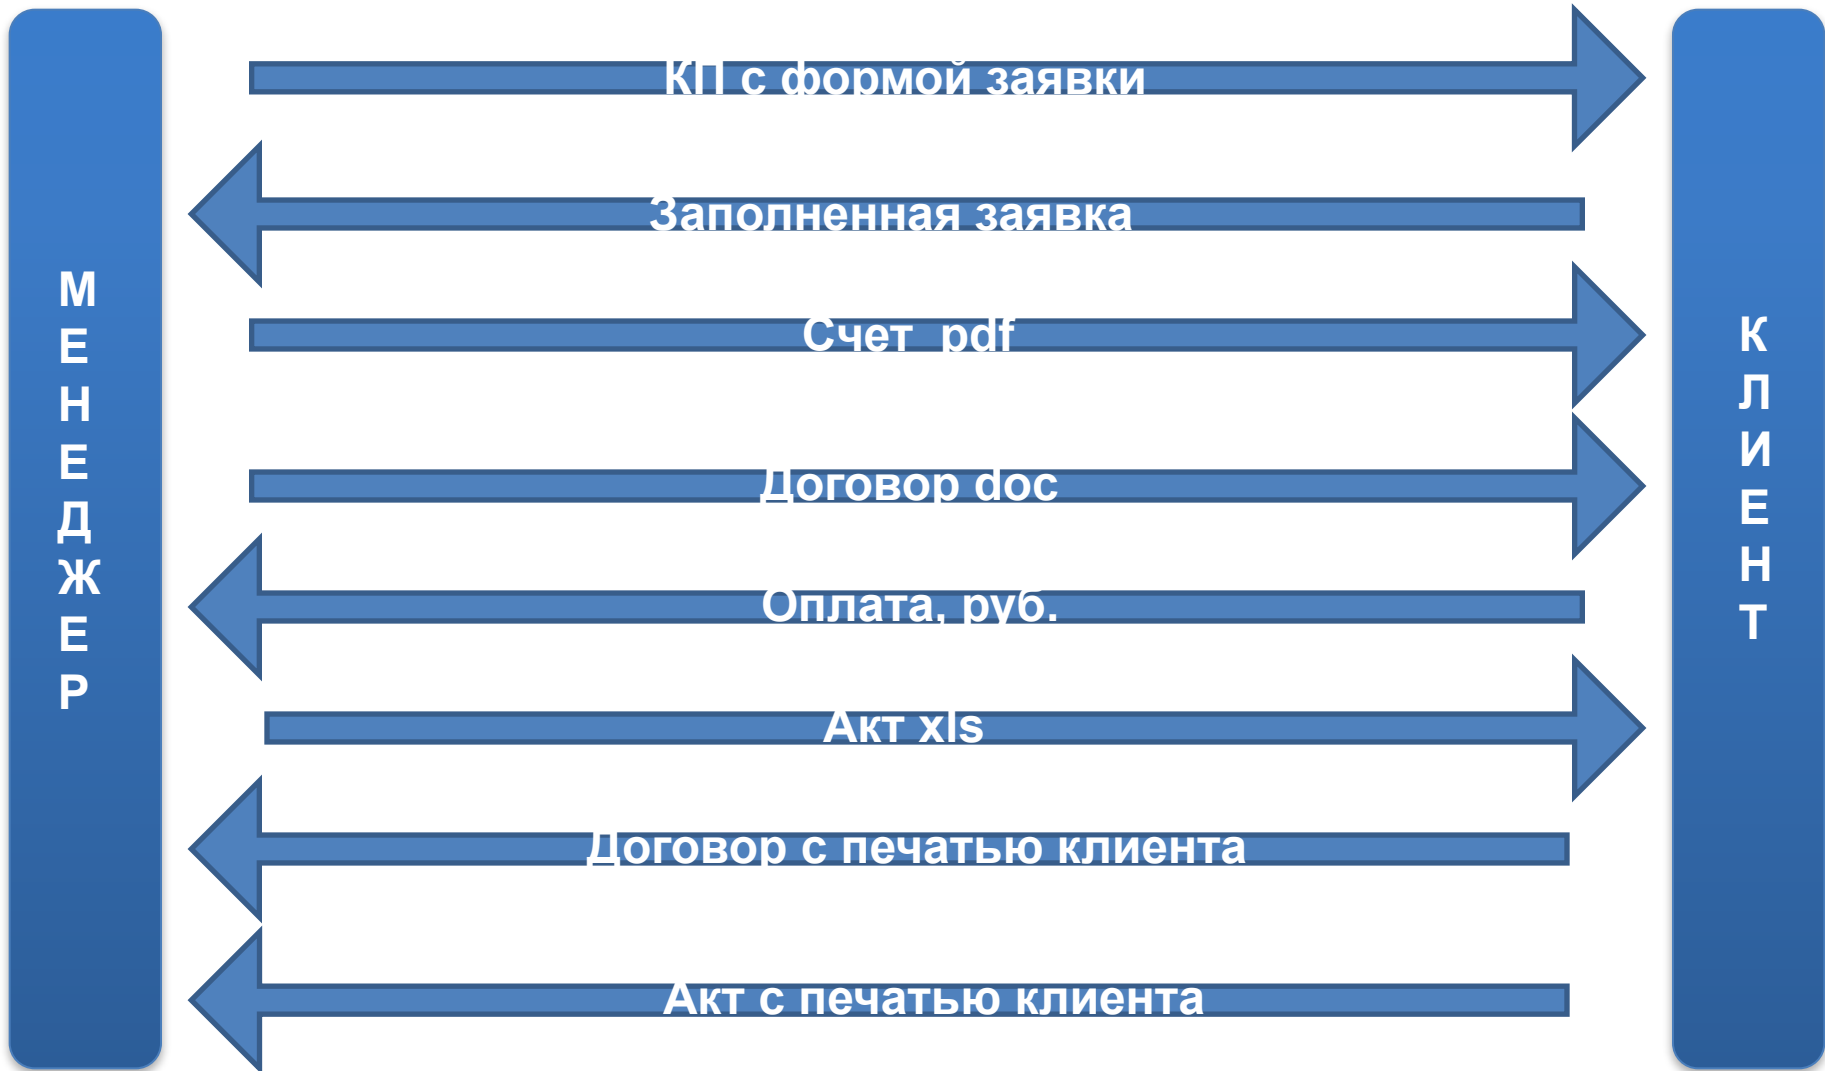 МЕНЕДЖЕР
КП с формой заявки
Заполненная заявка
Счет pdf
Договор doc
Оплата, руб.
Акт xls
Договор с печатью клиента
Акт с печатью клиента
КЛИЕНТ